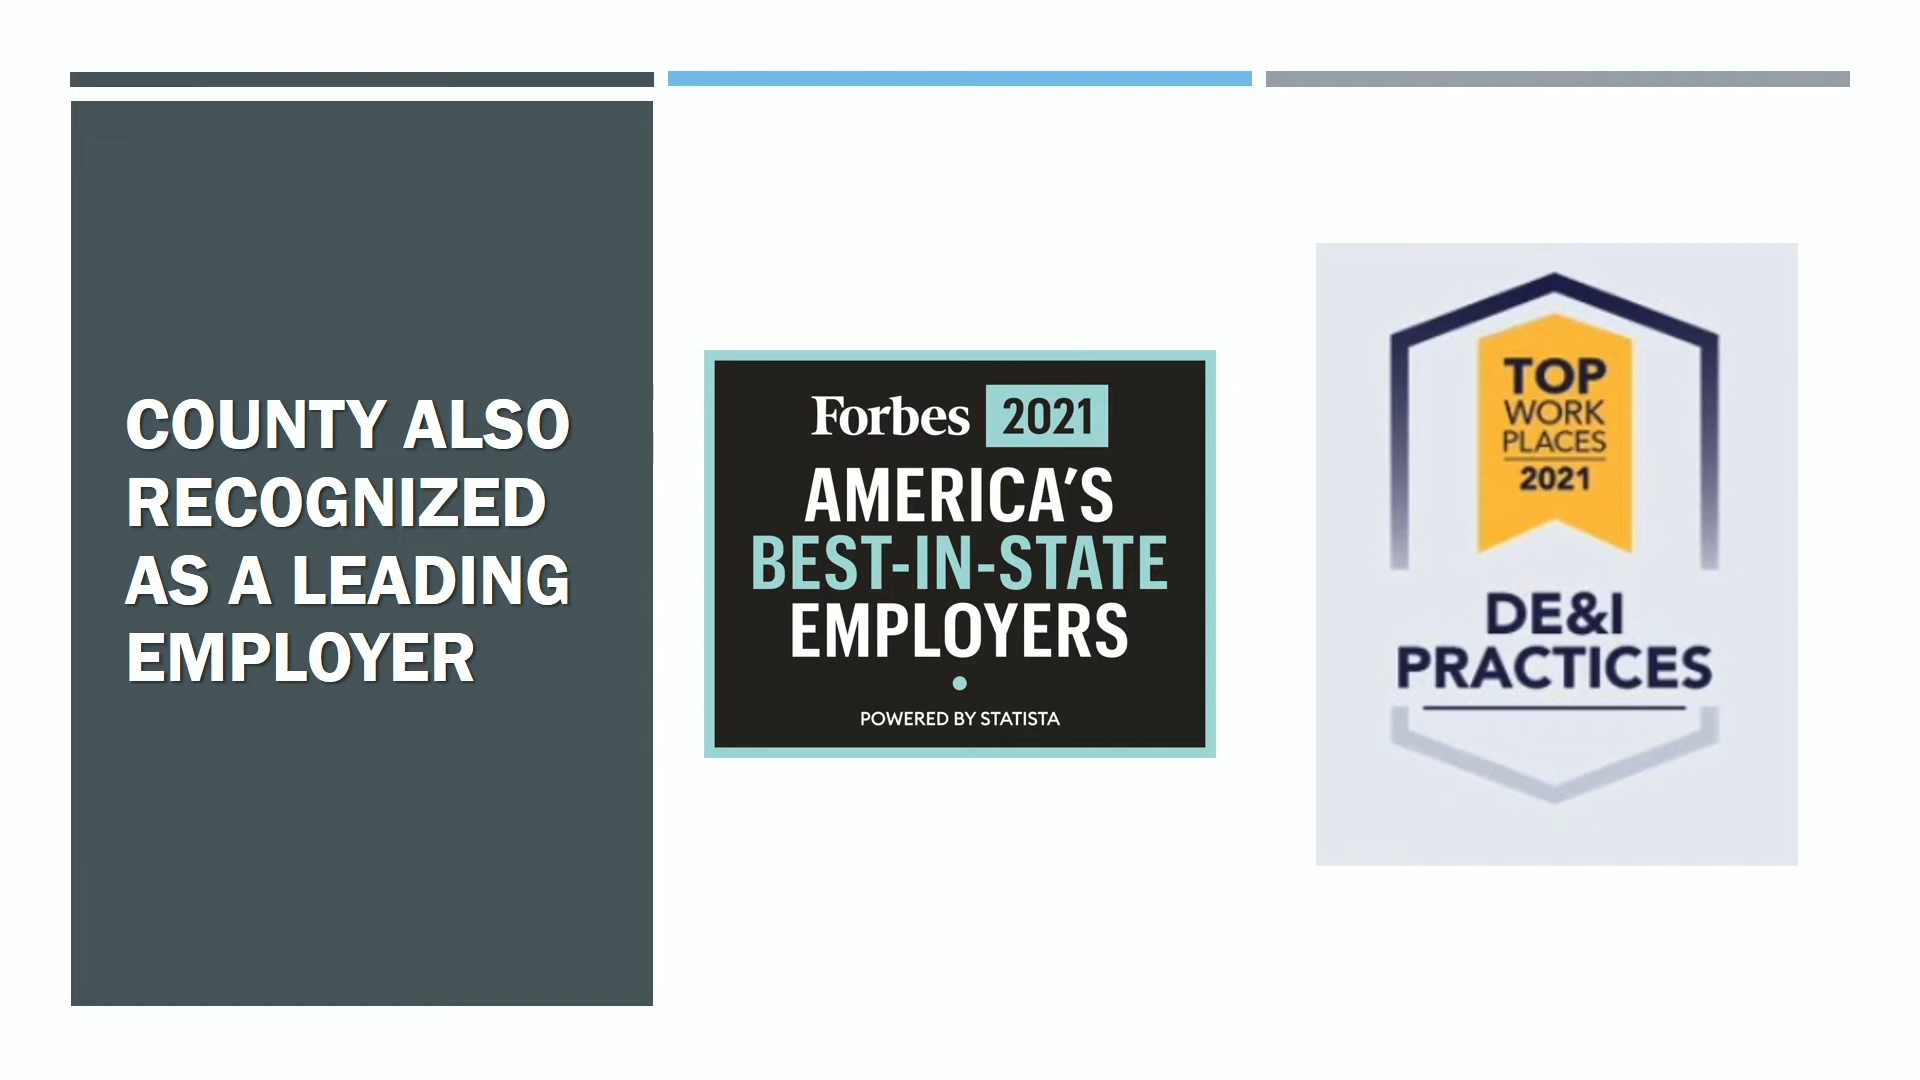 COUNTY ALSO
RECOGNIZED
AS A LEADING
EMPLOYER
Forbes 2021
AMERICA'S
BEST-IN-STATE
EMPLOYERS
POWERED BY STATISTA
TOP
WORK
PLACES
2021
DE&I
PRACTICES